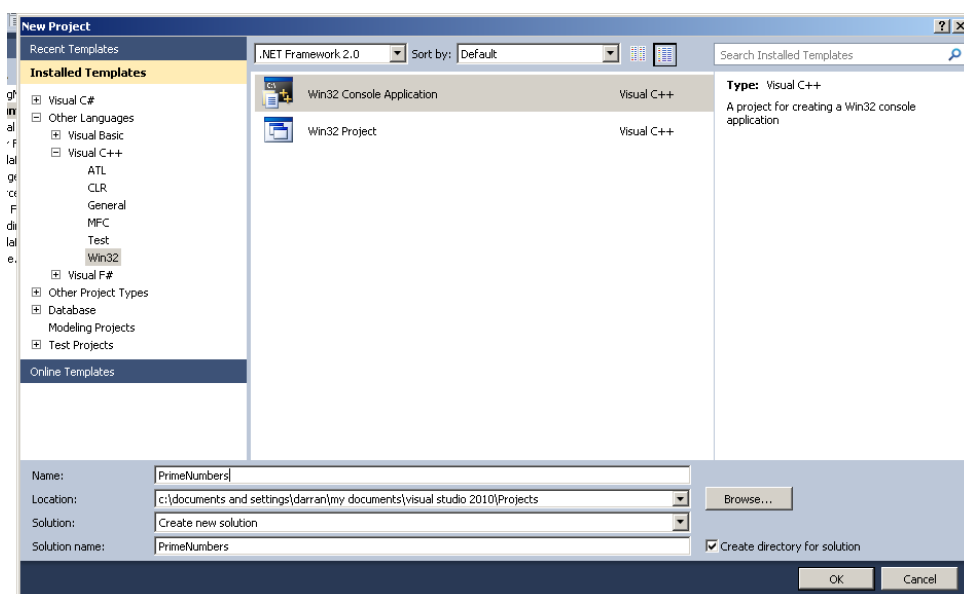 New Project
Recent Templates
Installed Templates
Visual C#
Other Languages
Visual Basic
Visual C++
ATL
CLR
General
MFC
Test
Win32
Visual F#
Other Project Types
Database
Modeling Projects
Test Projects
Online Templates
.NET Framework 2.0
Sort by: Default
Win32 Console Application Visual C++
Win32 Project Visual C++
Search Installed Templates
Type: Visual C++
A project for creating a Win32 console
application
Name: PrimeNumbers
Location: c:\documents and settings\darran\my documents\visual studio 2010\Projects
Browse...
Solution: Create new solution
Solution name: PrimeNumbers
Create directory for solution
OK Cancel